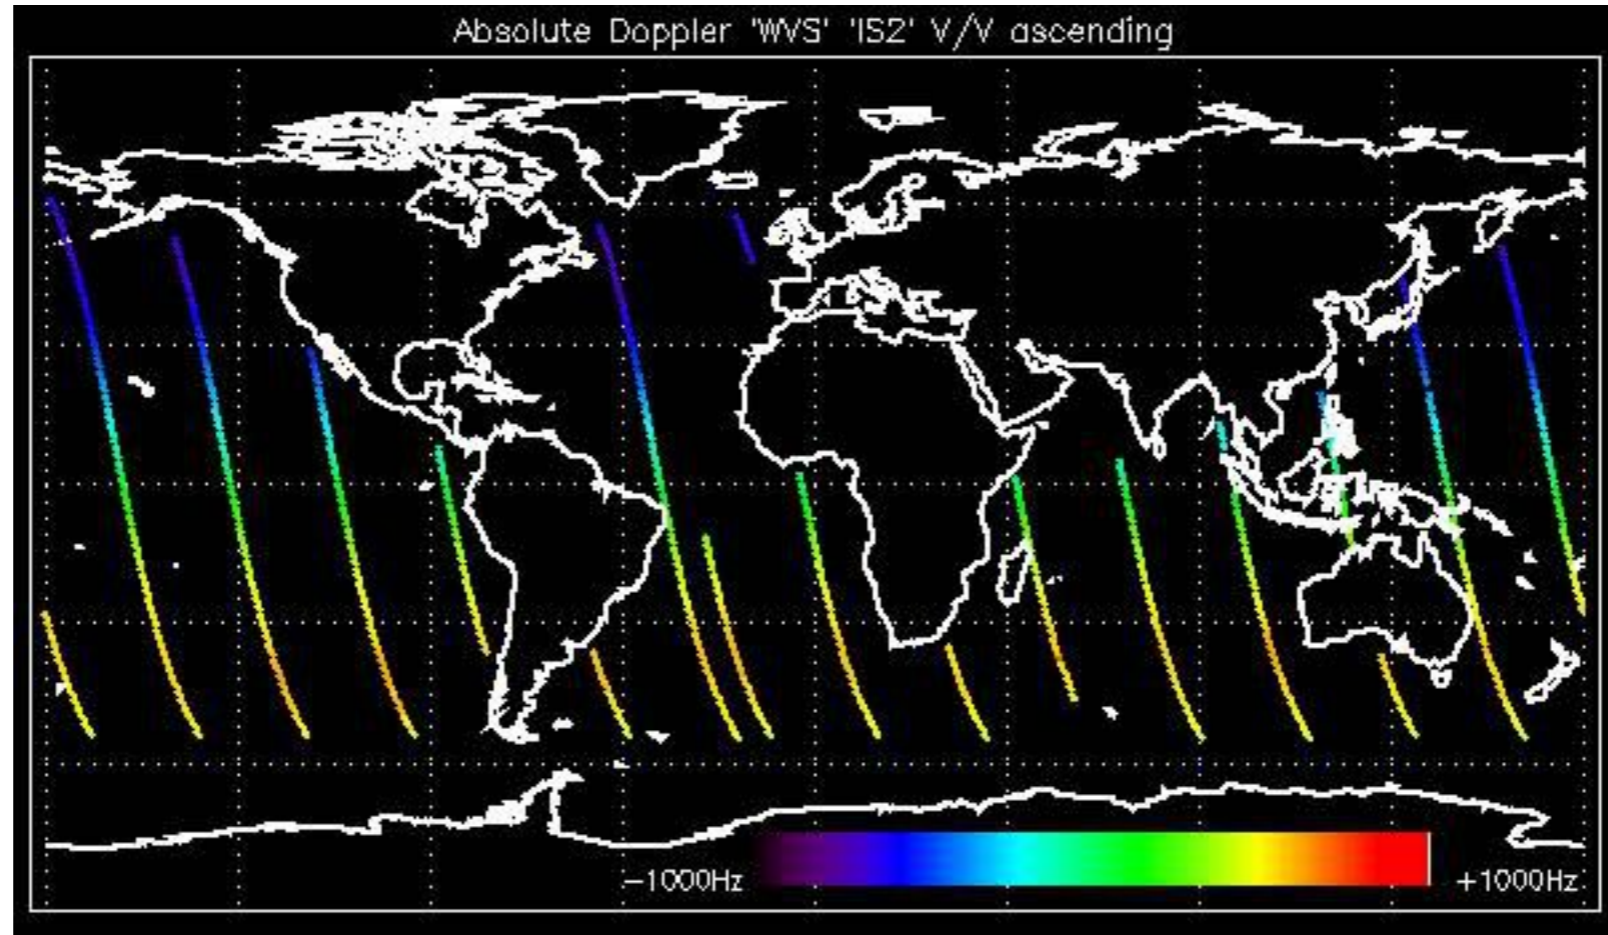 Absolute Doppler 'WVS' 'IS2' V/V ascending
−1000Hz +1000Hz